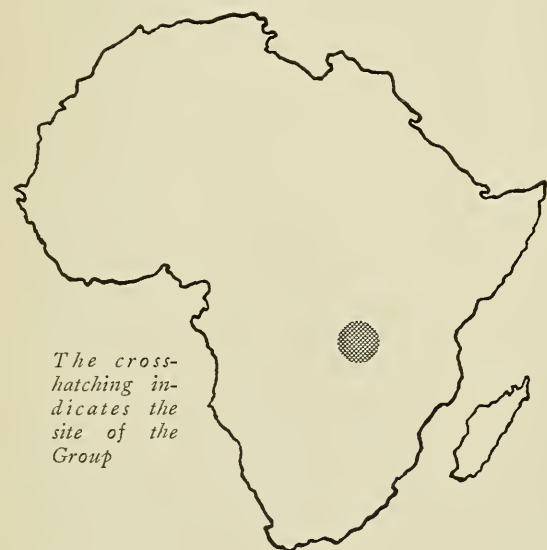 The cross-
hatching in-
dicates the
site of the
Group